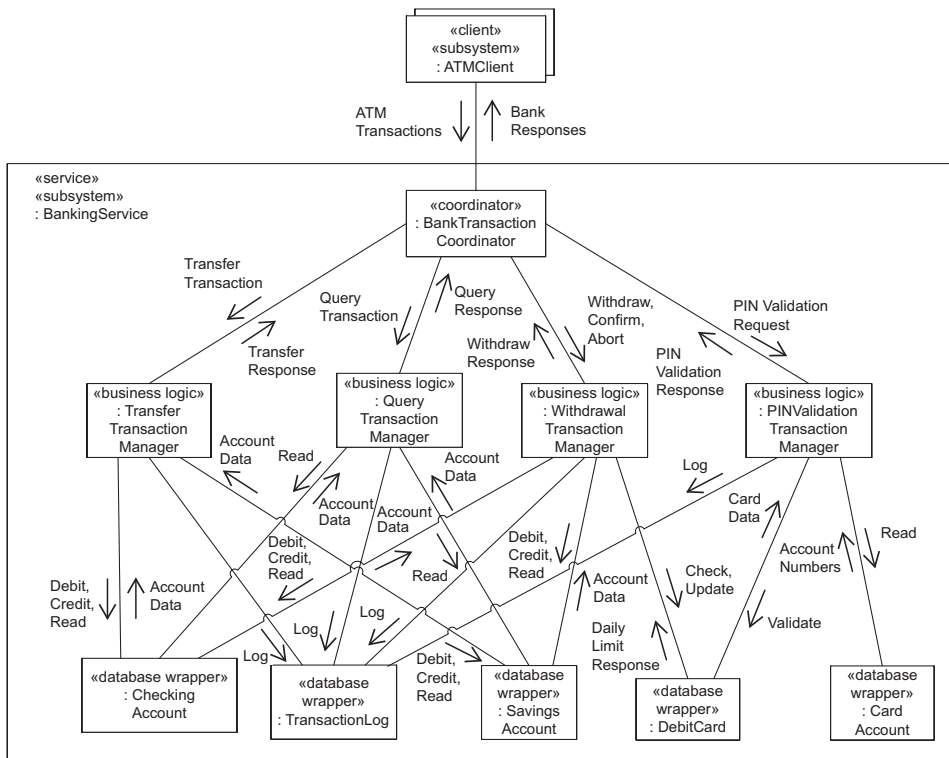 «client»
«subsystem»
: ATMClient
ATM
Transactions
Bank
Responses
«service»
«subsystem»
: BankingService
«coordinator»
: BankTransaction
Coordinator
Transfer
Transaction
Query
Transaction
Query
Response
Withdraw,
Confirm,
Abort
PIN Validation
Request
Transfer
Response
Withdraw
Response
PIN
Validation
Response
«business logic»
: Transfer
Transaction
Manager
«business logic»
: Query
Transaction
Manager
«business logic»
: Withdrawal
Transaction
Manager
«business logic»
: PINValidation
Transaction
Manager
Account
Data
Read
Account
Data
Account
Data
Account
Data
Log
Card
Data
Debit,
Credit,
Read
Account
Data
Debit,
Credit,
Read
Read
Debit,
Credit,
Read
Account
Data
Check,
Update
Account
Numbers
Read
Log
Log
Log
Debit,
Credit,
Read
Daily
Limit
Response
Validate
«database wrapper»
: Checking
Account
«database
wrapper»
: TransactionLog
«database
wrapper»
: Savings
Account
«database
wrapper»
: DebitCard
«database
wrapper»
: Card
Account